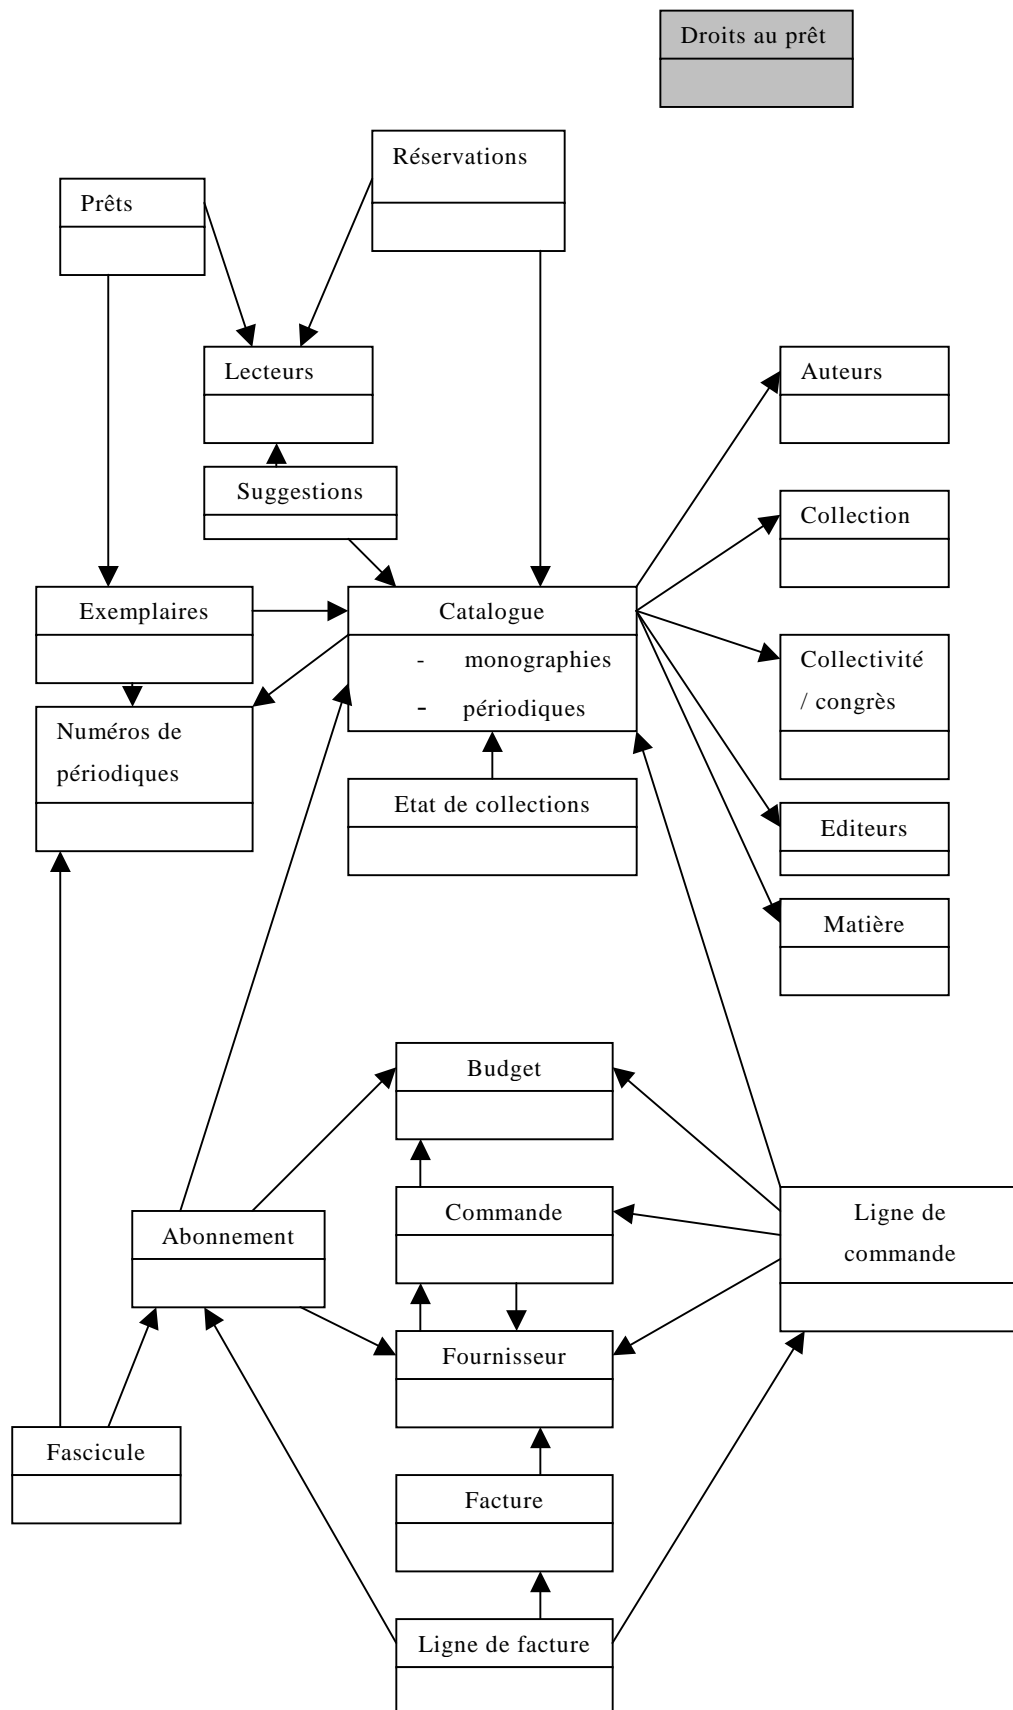 Droits au prêt
Réservations
Prêts
Lecteurs
Auteurs
Suggestions
Collection
Exemplaires
Catalogue
- monographies
- périodiques
Collectivité
/ congrès
Numéros de
périodiques
Etat de collections
Editeurs
Matière
Budget
Commande
Ligne de
commande
Abonnement
Fournisseur
Fascicule
Facture
Ligne de facture